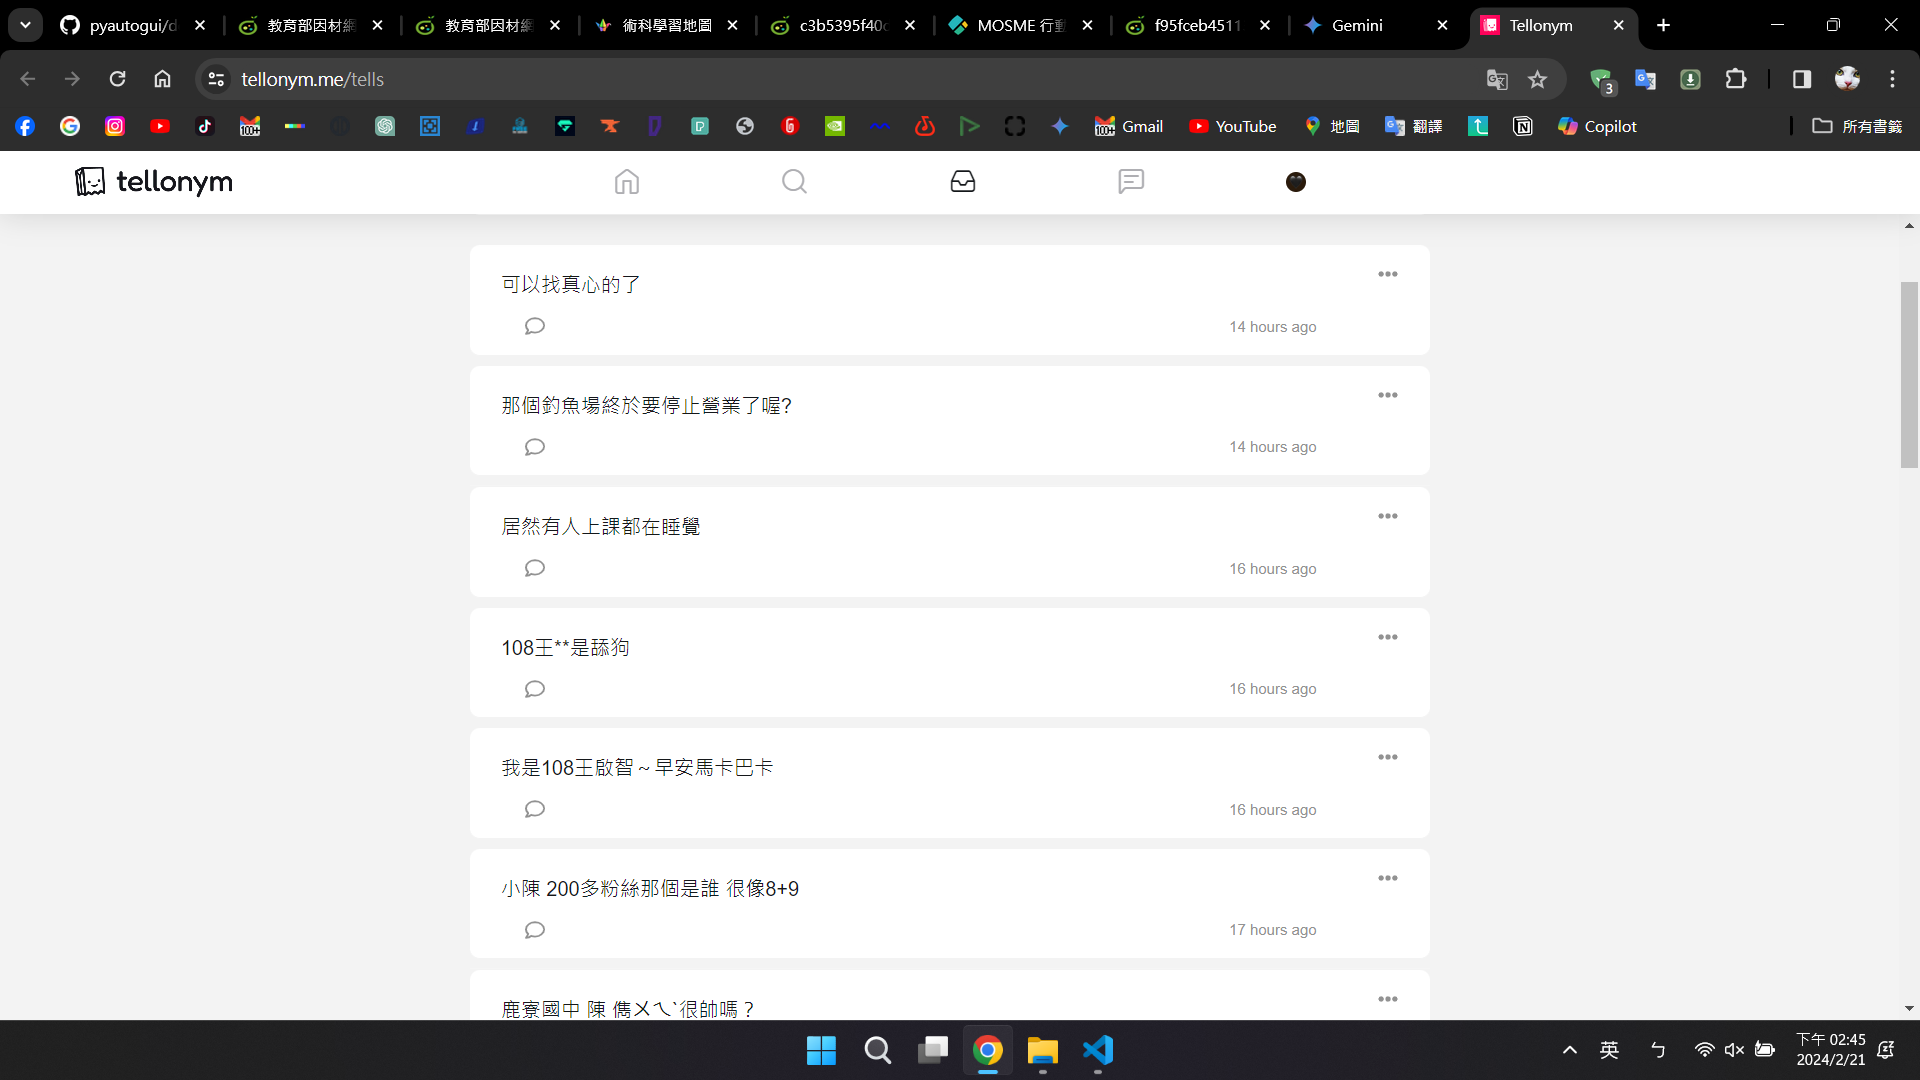 pyautogui/d
教育部因材網
教育部因材網
術科學習地圖
c3b5395f40c
MOSME 行動
f95fceb4511
Gemini
Tellonym
tellonym.me/tells
3
100+
100+
Gmail
YouTube
地圖
翻譯
Copilot
所有書籤
tellonym
可以找真心的了
14 hours ago
那個釣魚場終於要停止營業了喔?
14 hours ago
居然有人上課都在睡覺
16 hours ago
108王**是舔狗
16 hours ago
我是108王啟智～早安馬卡巴卡
16 hours ago
小陳 200多粉絲那個是誰 很像8+9
17 hours ago
鹿寮國中 陳 儁ㄨㄟˋ很帥嗎？
英
ㄅ
下午 02:45
2024/2/21